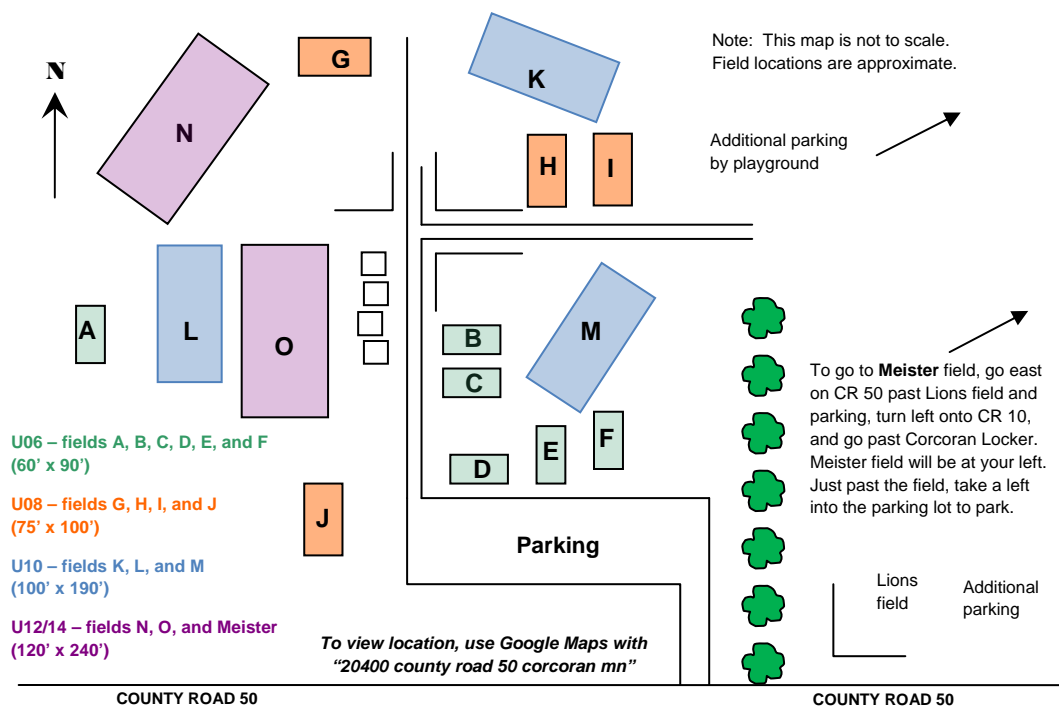 N
G
K
Note:  This map is not to scale.
Field locations are approximate.
N
H
I
Additional parking
by playground
A
L
O
B
C
M
To go to Meister field, go east
on CR 50 past Lions field and
parking, turn left onto CR 10,
and go past Corcoran Locker.
Meister field will be at your left.
Just past the field, take a left
into the parking lot to park.
D
E
F
U06 – fields A, B, C, D, E, and F
(60’ x 90’)
U08 – fields G, H, I, and J
(75’ x 100’)
J
Parking
U10 – fields K, L, and M
(100’ x 190’)
Lions
field
Additional
parking
U12/14 – fields N, O, and Meister
(120’ x 240’)
To view location, use Google Maps with
“20400 county road 50 corcoran mn”
COUNTY ROAD 50
COUNTY ROAD 50